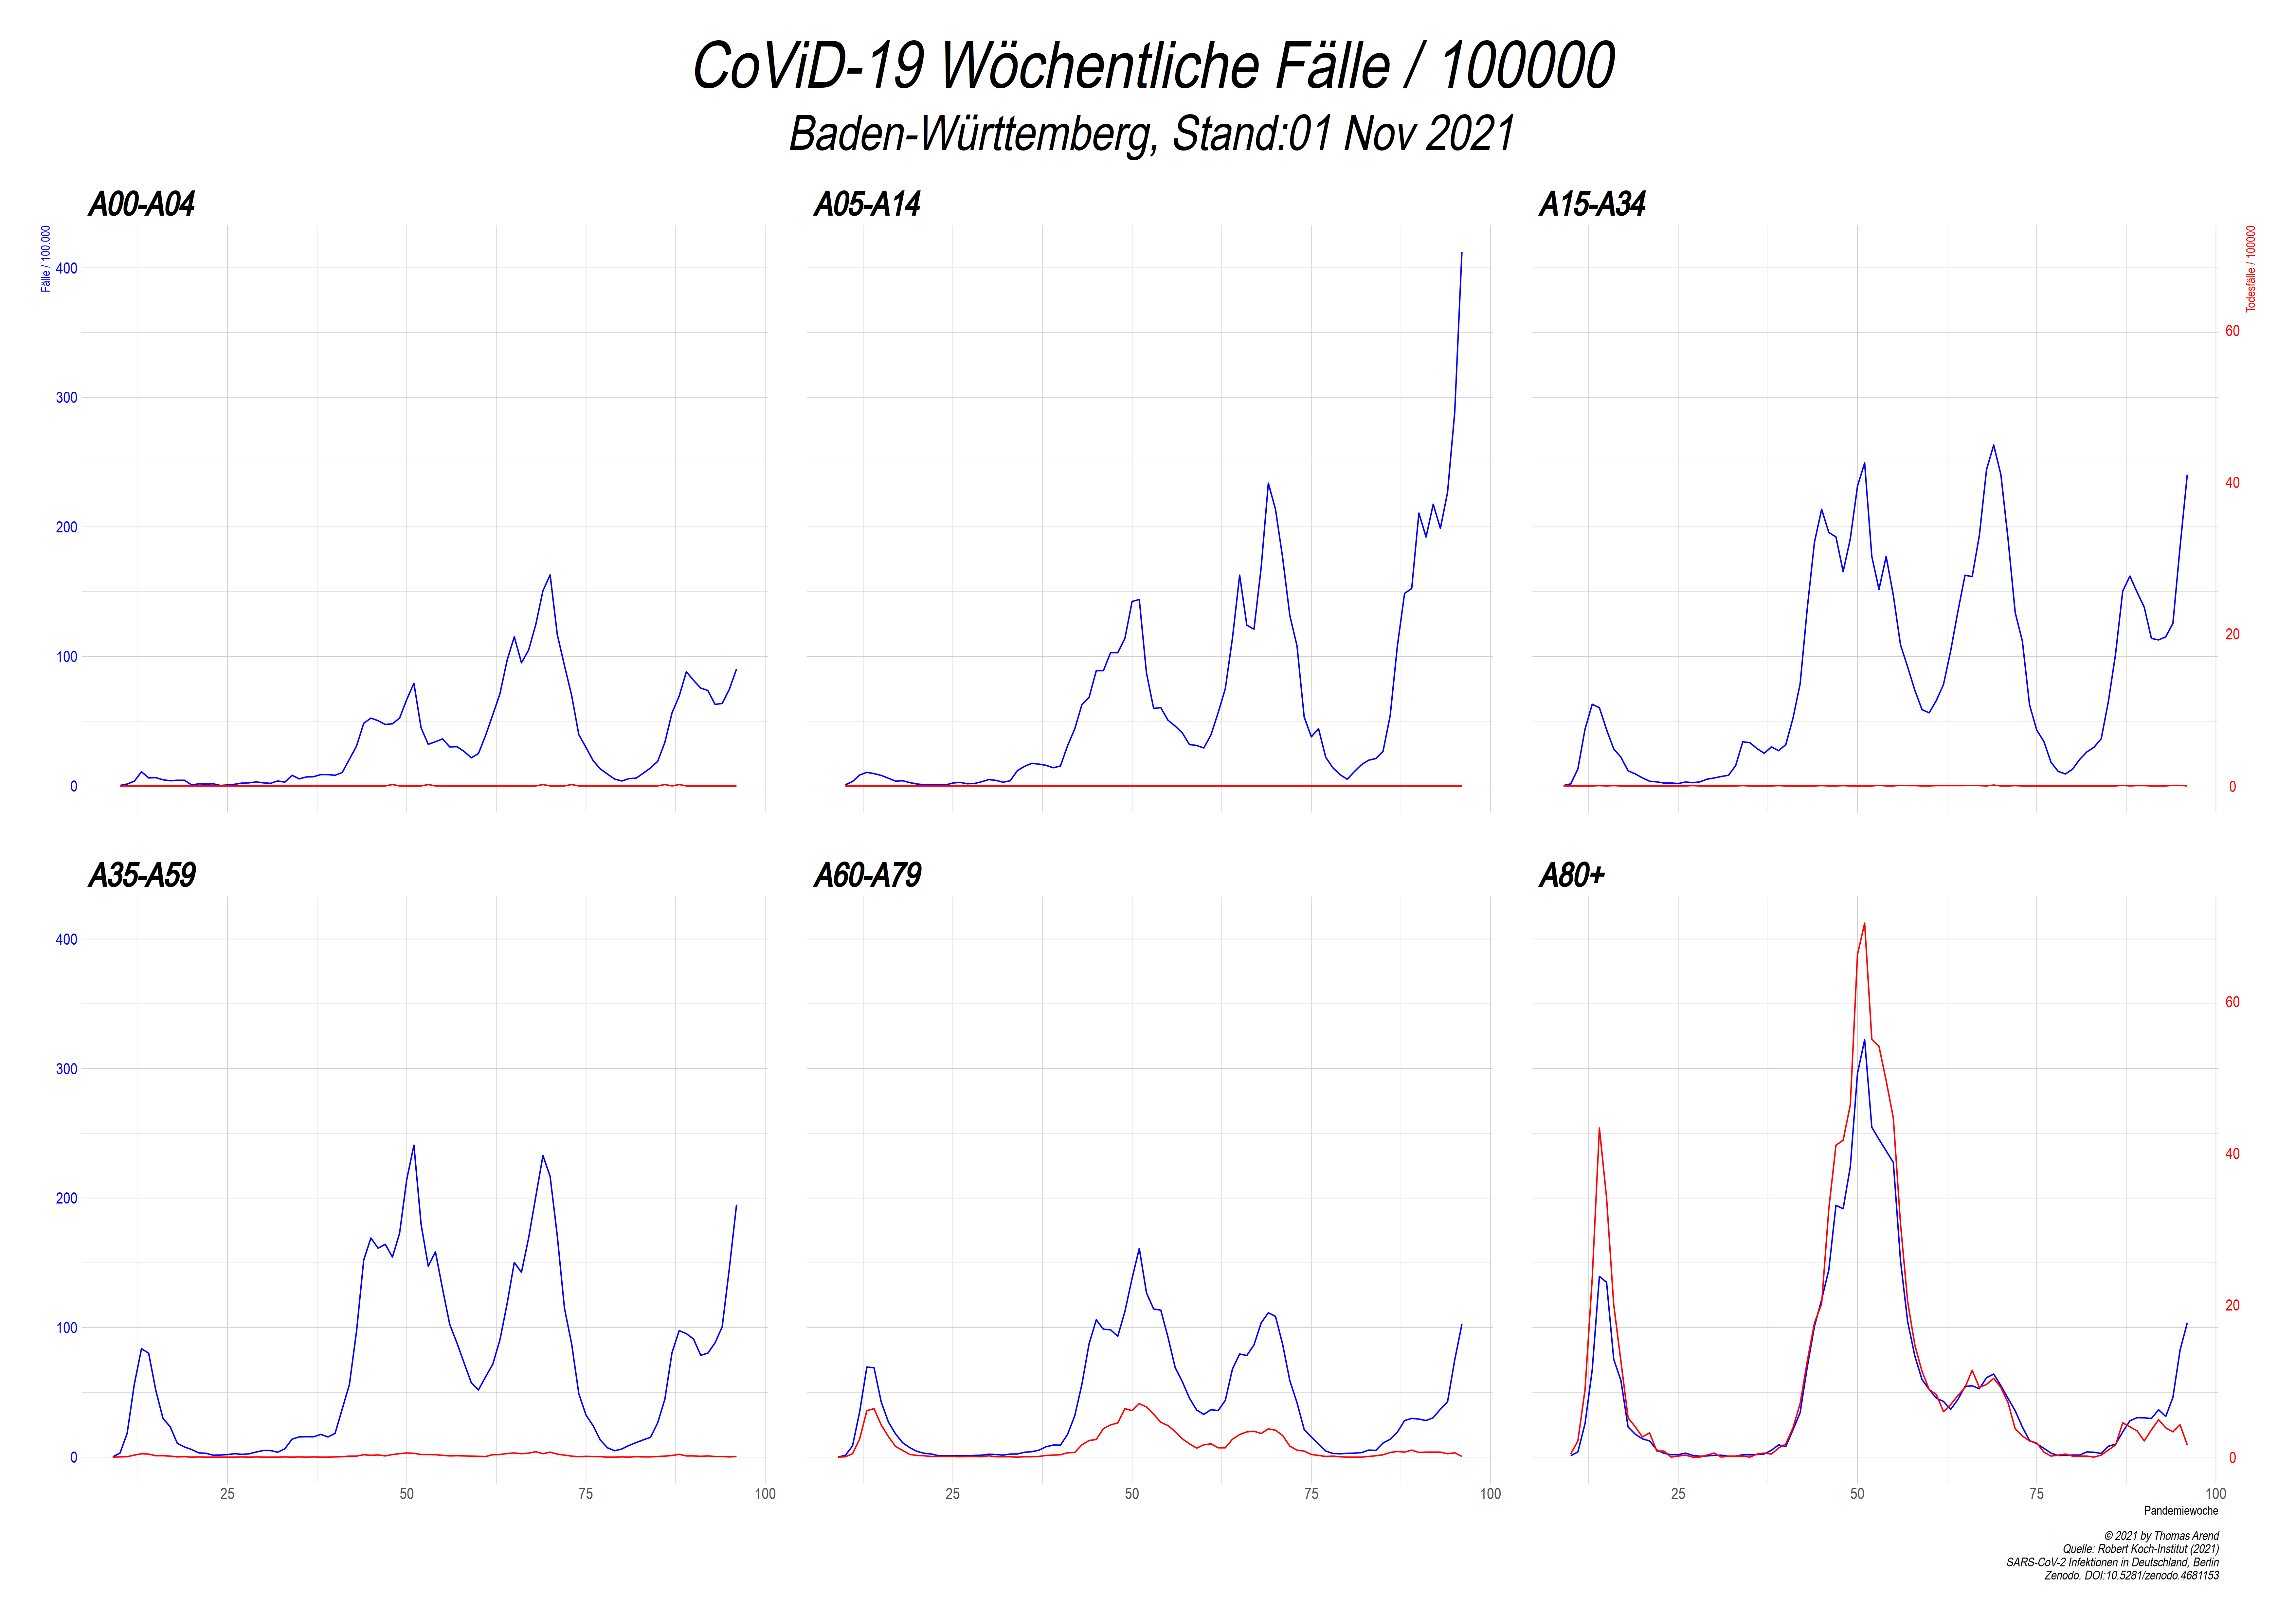 CoViD-19 Wöchentliche Fälle / 100000
Baden-Württemberg, Stand:01 Nov 2021
A00-A04
A05-A14
A15-A34
Fälle / 100.000
Todesfälle / 100000
400
300
200
100
0
60
40
20
0
A35-A59
A60-A79
A80+
400
300
200
100
0
60
40
20
0
25
50
75
100
25
50
75
100
25
50
75
100
Pandemiewoche
© 2021 by Thomas Arend
Quelle: Robert Koch-Institut (2021)
SARS-CoV-2 Infektionen in Deutschland, Berlin
Zenodo. DOI:10.5281/zenodo.4681153